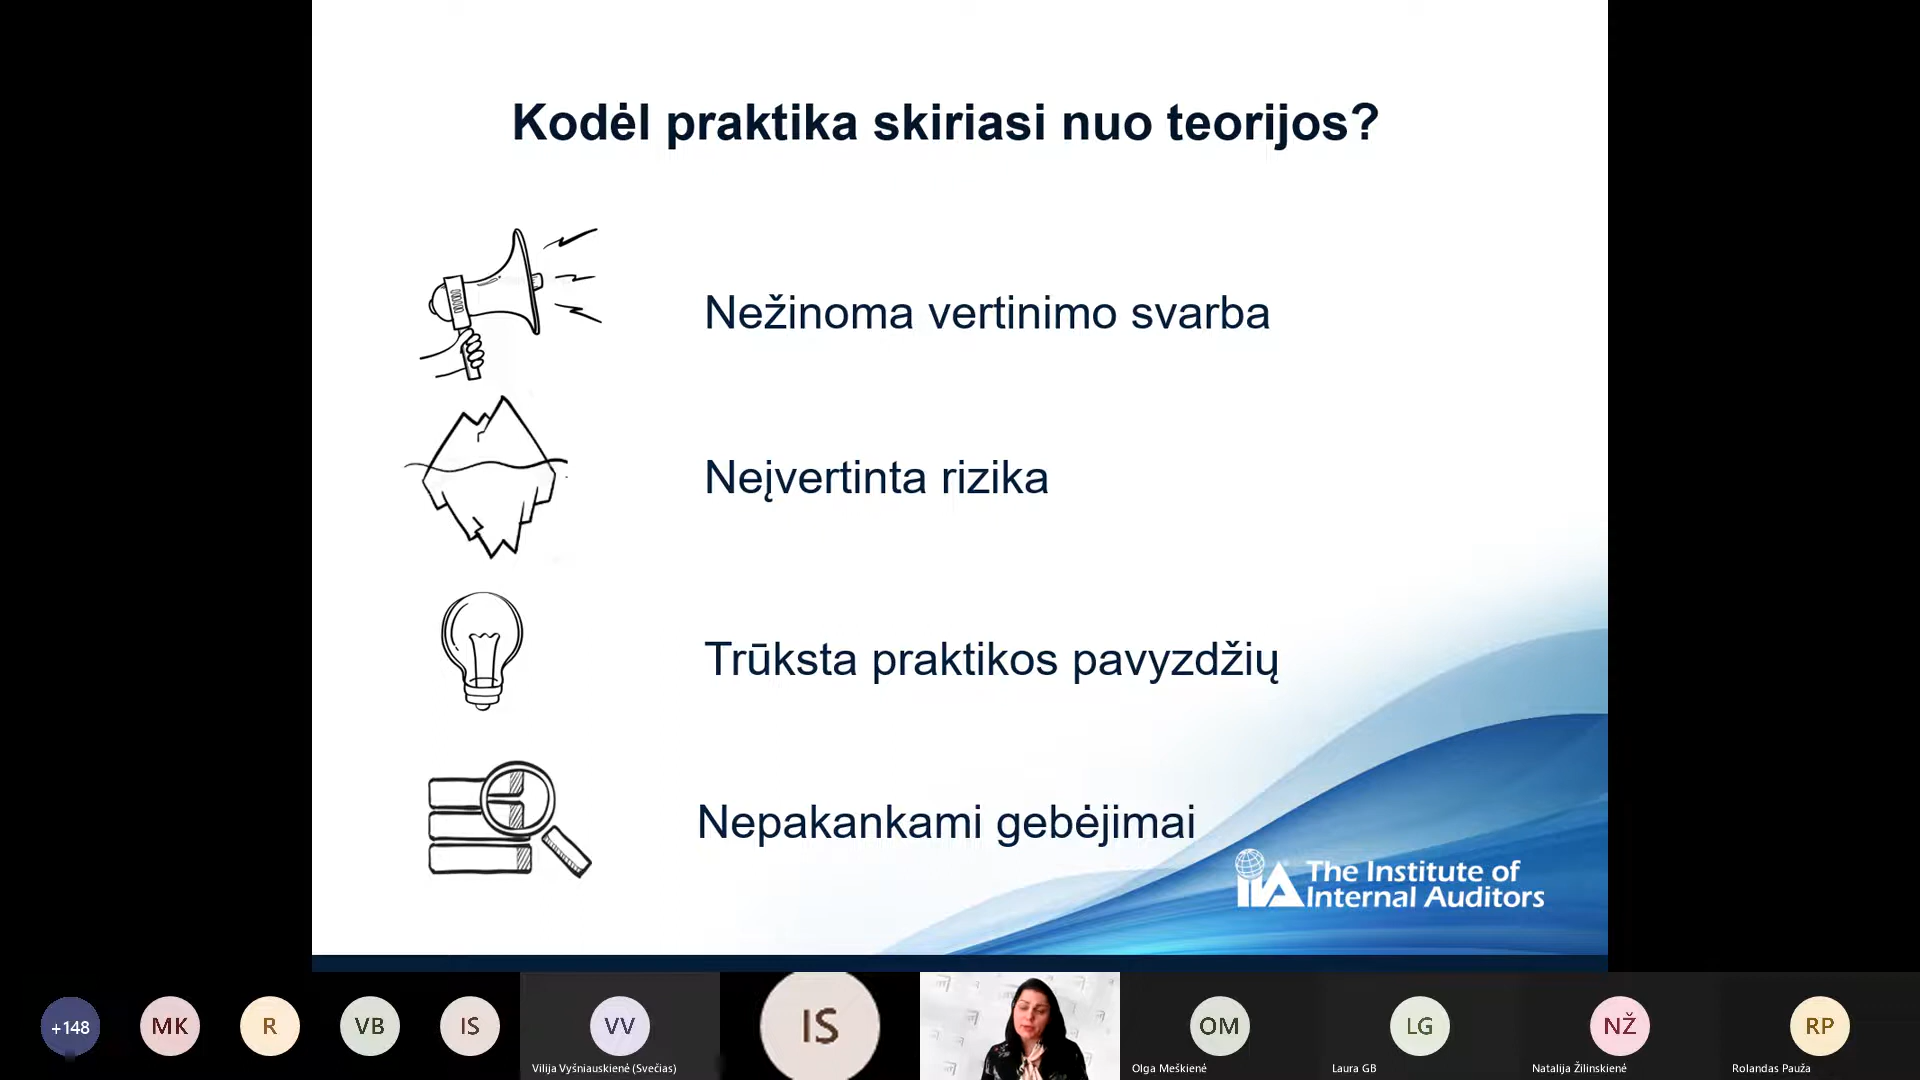 Kodėl praktika skiriasi nuo teorijos?
Nežinoma vertinimo svarba
Neįvertinta rizika
Trūksta praktikos pavyzdžių
Nepakankami gebėjimai
IIA The Institute of
Internal Auditors
+148
MK
R
VB
IS
VV
Vilija Vyšniauskienė (Svečias)
IS
OM
Olga Meškienė
LG
Laura GB
NŽ
Natalija Žilinskienė
RP
Rolandas Pauža